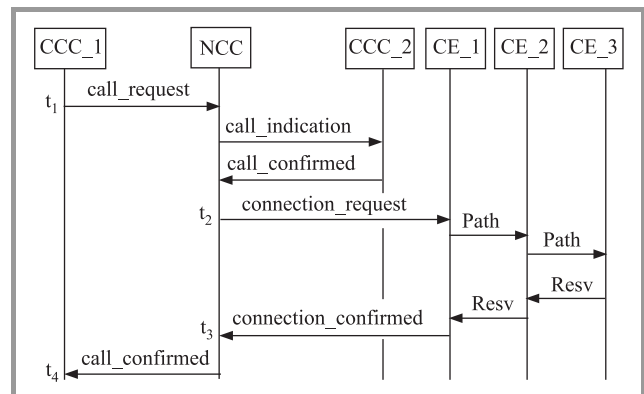 CCC_1 NCC CCC_2 CE_1 CE_2 CE_3
t1 call_request
call_indication
call_confirmed
t2 connection_request
Path
Path
Resv
Resv
t3 connection_confirmed
t4 call_confirmed